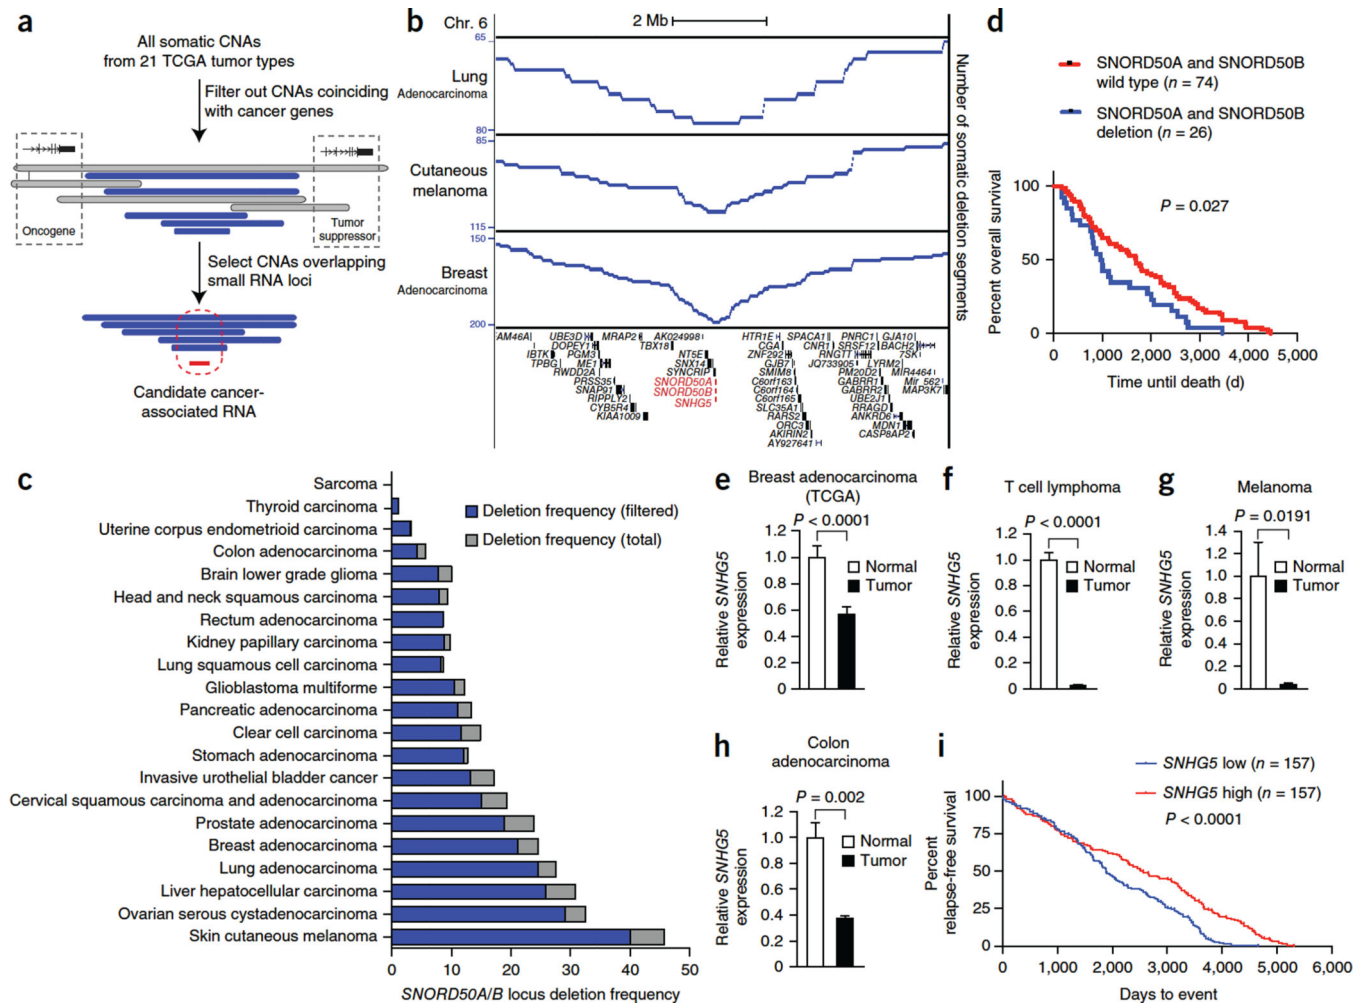 a
All somatic CNAs
from 21 TCGA tumor types
Filter out CNAs coinciding
with cancer genes
Oncogene
Tumor
suppressor
Select CNAs overlapping
small RNA loci
Candidate cancer-
associated RNA
b
Chr. 6
2 Mb
65
Lung
Adenocarcinoma
80
85
Cutaneous
melanoma
115
150
Breast
Adenocarcinoma
200
Number of somatic deletion segments
AM46A UBE3D MRAP2 AK024998 HTR1E SPACA1 PNRC1 GJA10
DOPEY1 TBX18 CGA CNR1 SRSF12 BACH2
IBTK PGM3 NT5E ZNF292 RNGTT 7SK
TPBG ME1 SNX14 GJB7 JQ733905 LYRM2
RWDD2A SYNCRIP SMIM8 PM20D2 MIR4464
PRSS35 SNORD50A C6orf163 GABRR1 Mir_562
SNAP91 SNORD50B C6orf164 GABRR2 MAP3K7
RIPPLY2 SNHG5 C6orf165 UBE2J1
CYB5R4 SLC35A1 RRAGD
KIAA1009 RARS2 ANKRD6
ORC3 MDN1
AKIRIN2 CASP8AP2
AY927641
d
SNORD50A and SNORD50B
wild type (n = 74)
SNORD50A and SNORD50B
deletion (n = 26)
P = 0.027
Percent overall survival
100
50
0
0 1,000 2,000 3,000 4,000 5,000
Time until death (d)
c
Sarcoma
Thyroid carcinoma
Uterine corpus endometrioid carcinoma
Colon adenocarcinoma
Brain lower grade glioma
Head and neck squamous carcinoma
Rectum adenocarcinoma
Kidney papillary carcinoma
Lung squamous cell carcinoma
Glioblastoma multiforme
Pancreatic adenocarcinoma
Clear cell carcinoma
Stomach adenocarcinoma
Invasive urothelial bladder cancer
Cervical squamous carcinoma and adenocarcinoma
Prostate adenocarcinoma
Breast adenocarcinoma
Lung adenocarcinoma
Liver hepatocellular carcinoma
Ovarian serous cystadenocarcinoma
Skin cutaneous melanoma
Deletion frequency (filtered)
Deletion frequency (total)
0 10 20 30 40 50
SNORD50A/B locus deletion frequency
e
Breast adenocarcinoma
(TCGA)
P < 0.0001
Normal
Tumor
Relative SNHG5
expression
1.2
1.0
0.8
0.6
0.4
0.2
0
f
T cell lymphoma
P < 0.0001
Normal
Tumor
Relative SNHG5
expression
1.2
1.0
0.8
0.6
0.4
0.2
0
g
Melanoma
P = 0.0191
Normal
Tumor
Relative SNHG5
expression
1.4
1.2
1.0
0.8
0.6
0.4
0.2
0
h
Colon
adenocarcinoma
P = 0.002
Normal
Tumor
Relative SNHG5
expression
1.2
1.0
0.8
0.6
0.4
0.2
0
i
SNHG5 low (n = 157)
SNHG5 high (n = 157)
P < 0.0001
Percent
relapse-free survival
100
75
50
25
0
0 1,000 2,000 3,000 4,000 5,000 6,000
Days to event